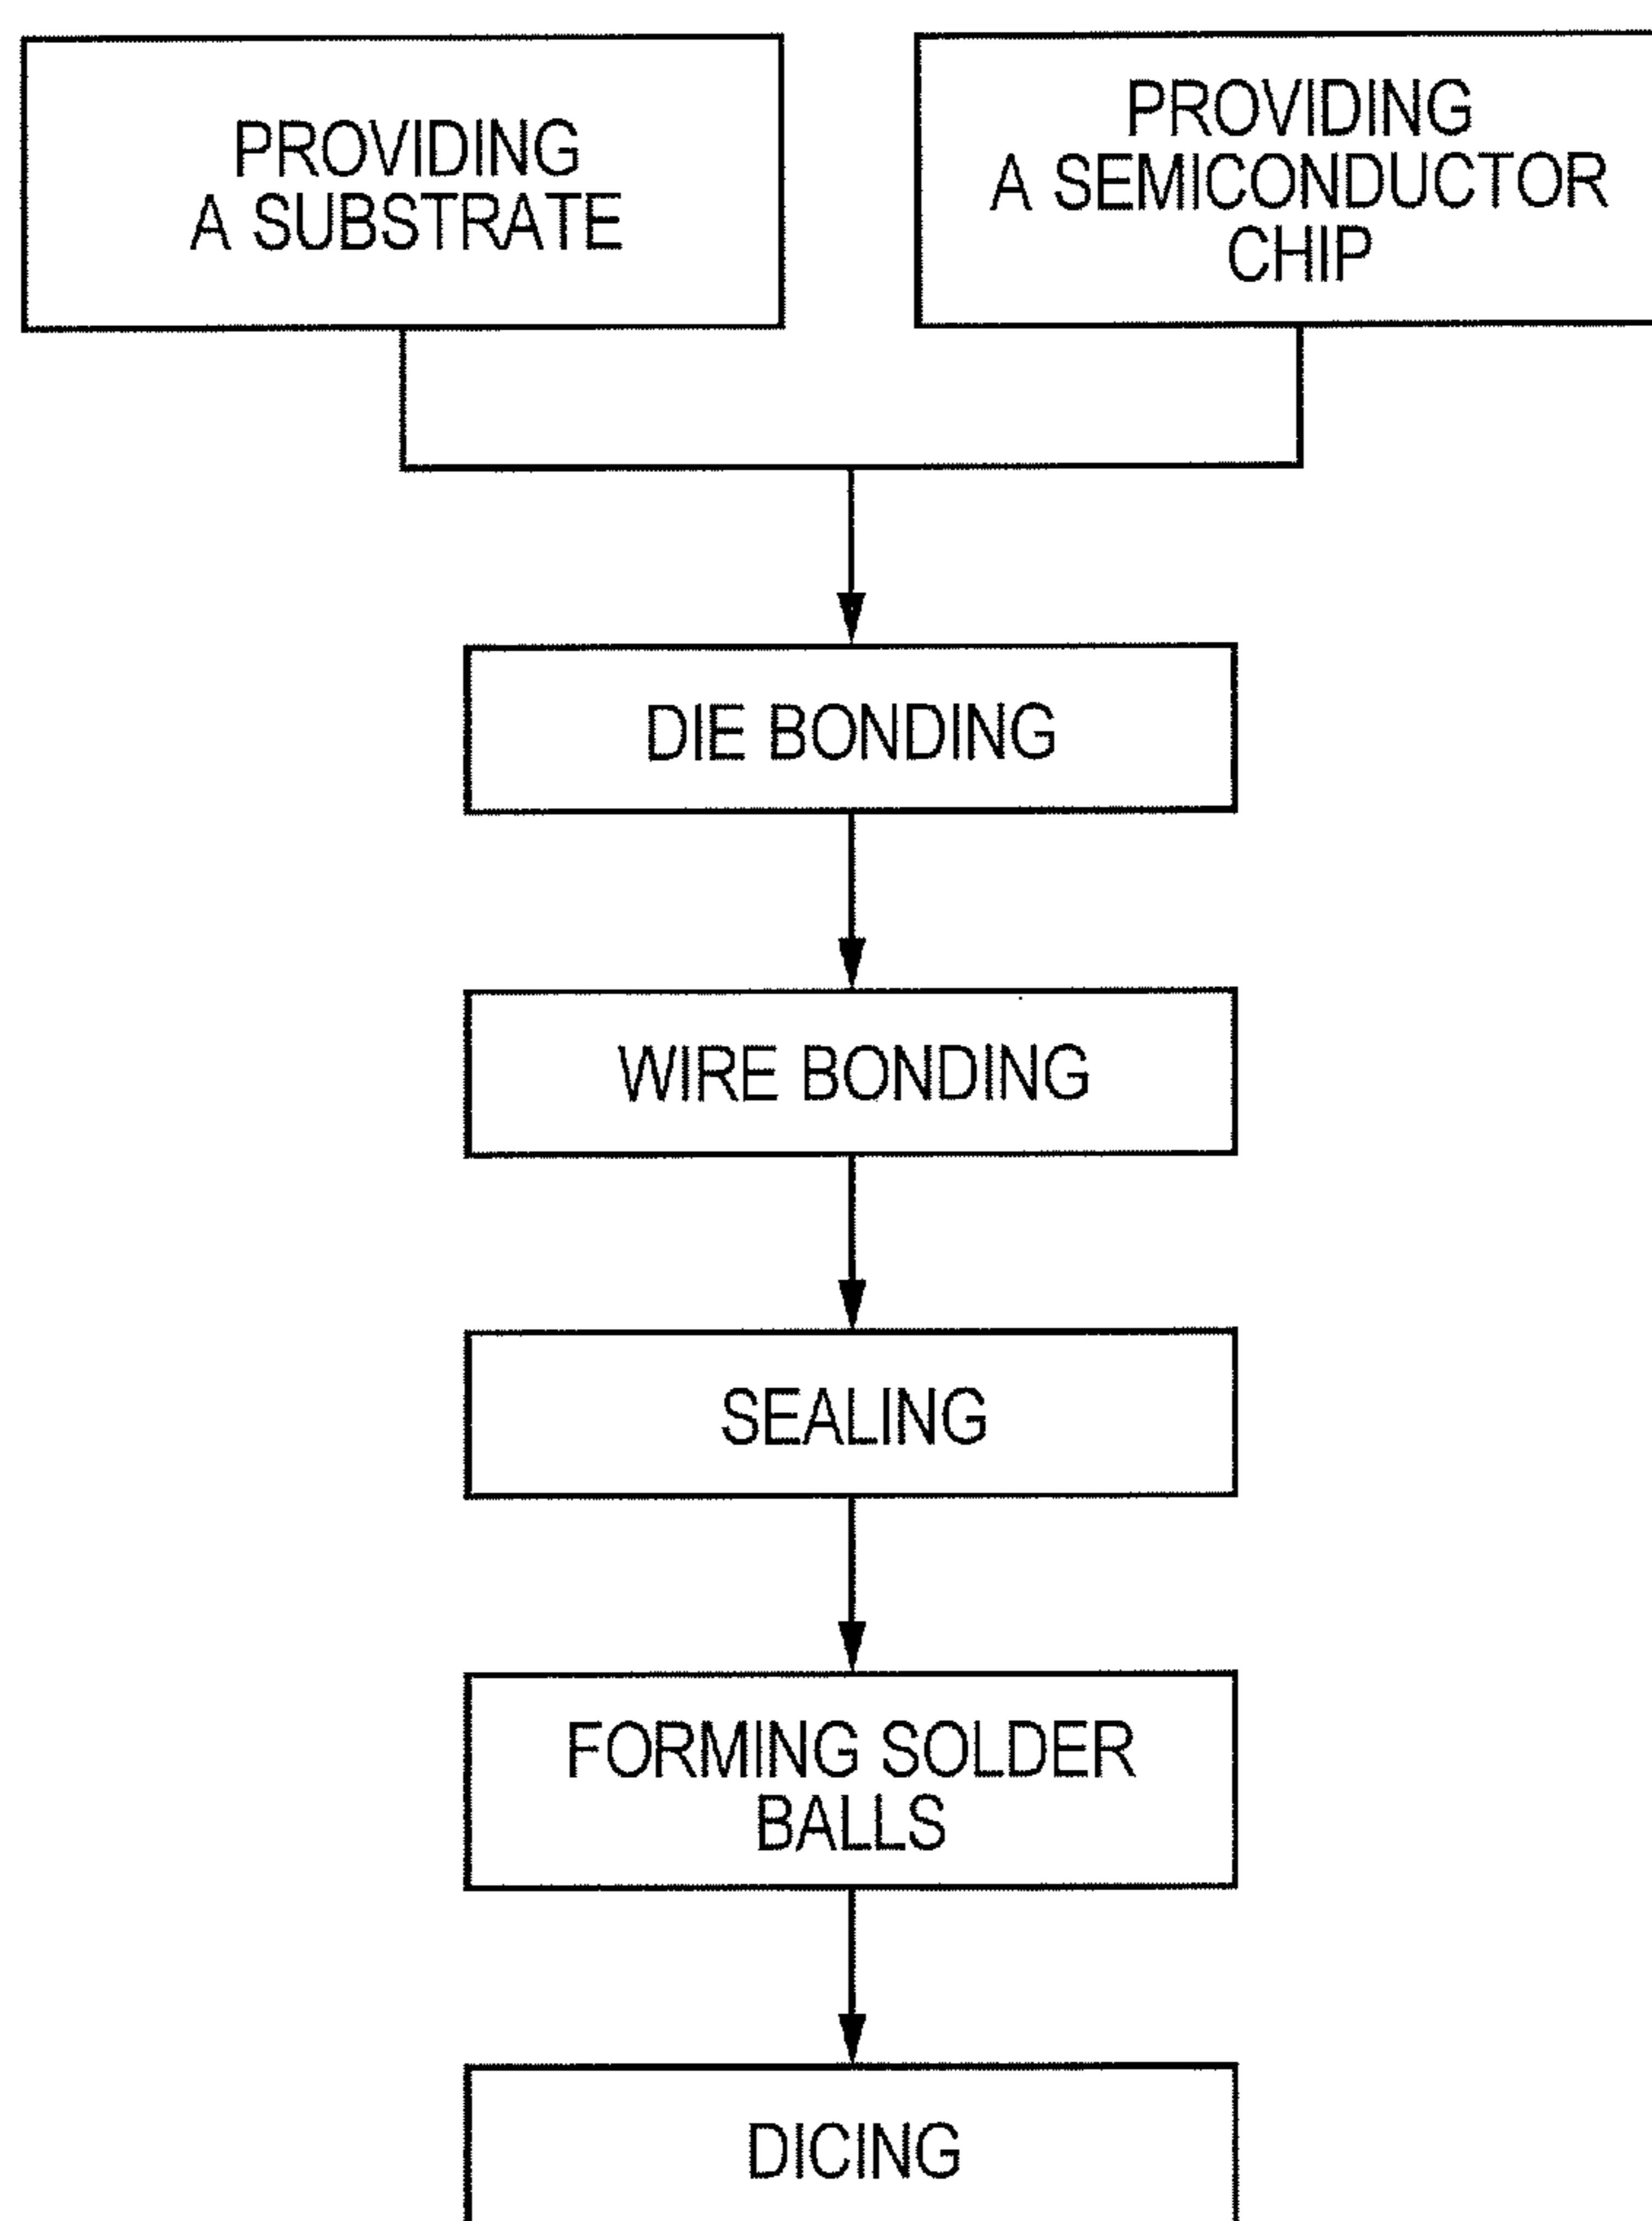 PROVIDING
A SUBSTRATE
PROVIDING
A SEMICONDUCTOR
CHIP
DIE BONDING
WIRE BONDING
SEALING
FORMING SOLDER
BALLS
DICING